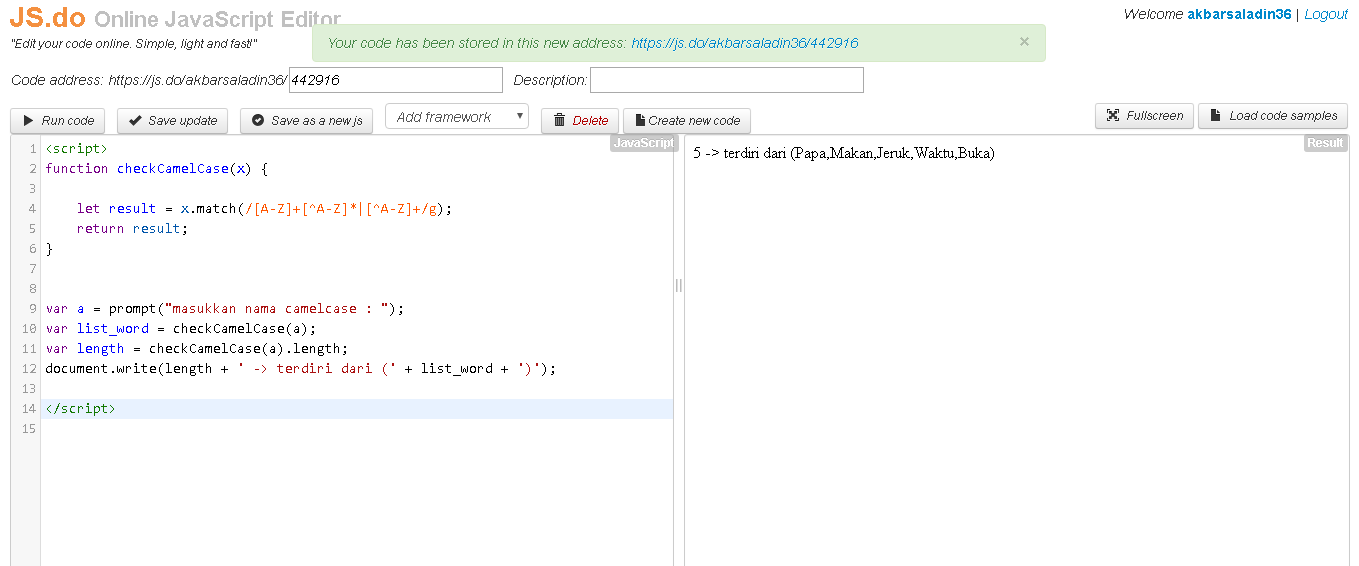 JS.do Online JavaScript Editor
Welcome akbarsaladin36 | Logout
"Edit your code online. Simple, light and fast!"
Your code has been stored in this new address: https://js.do/akbarsaladin36/442916 ×
Code address: https://js.do/akbarsaladin36/ 442916 Description:
Run code Save update Save as a new js Add framework Delete Create new code Fullscreen Load code samples
JavaScript
1 <script>
2 function checkCamelCase(x) {
3
4 let result = x.match(/[A-Z]+[^A-Z]*|[^A-Z]+/g);
5 return result;
6 }
7
8
9 var a = prompt("masukkan nama camelcase : ");
10 var list_word = checkCamelCase(a);
11 var length = checkCamelCase(a).length;
12 document.write(length + ' -> terdiri dari (' + list_word + ')');
13
14 </script>
15
Result
5 -> terdiri dari (Papa,Makan,Jeruk,Waktu,Buka)